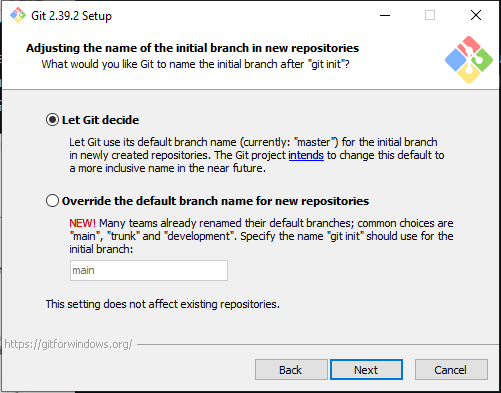 Git 2.39.2 Setup
Adjusting the name of the initial branch in new repositories
What would you like Git to name the initial branch after "git init"?
Let Git decide
Let Git use its default branch name (currently: "master") for the initial branch
in newly created repositories. The Git project intends to change this default to
a more inclusive name in the near future.
Override the default branch name for new repositories
NEW! Many teams already renamed their default branches; common choices are
"main", "trunk" and "development". Specify the name "git init" should use for the
initial branch:
main
This setting does not affect existing repositories.
https://gitforwindows.org/
Back
Next
Cancel